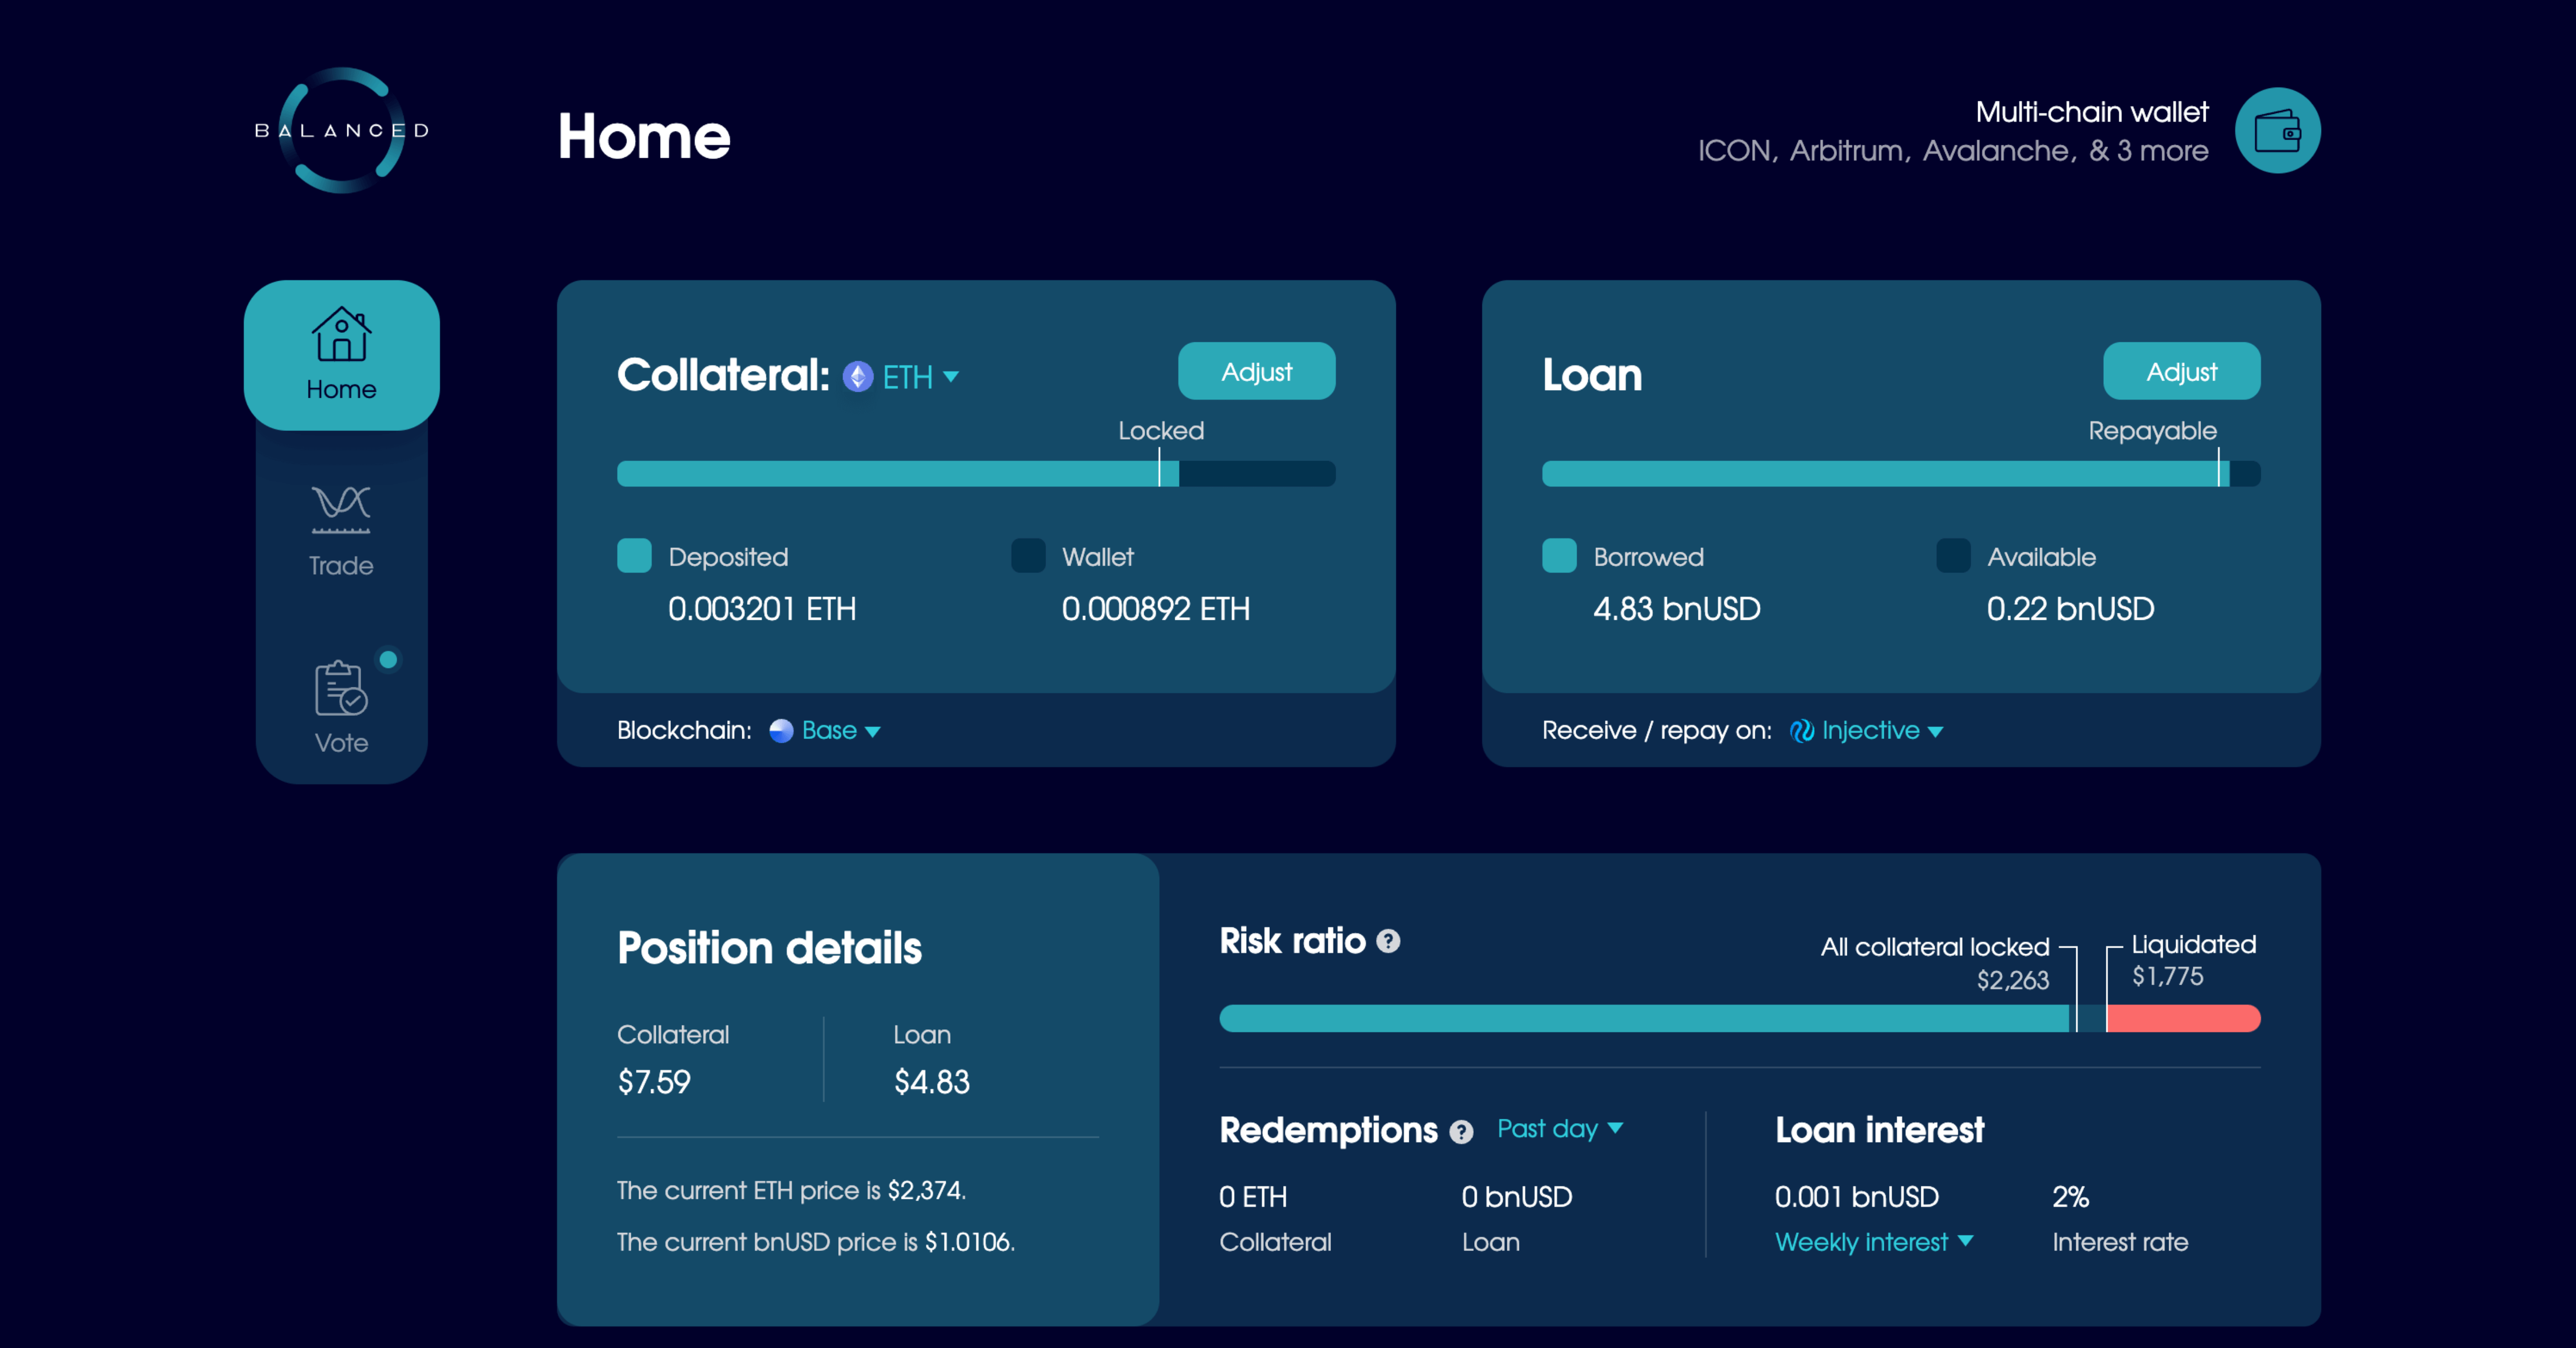 BALANCED
Home
Multi-chain wallet
ICON, Arbitrum, Avalanche, & 3 more
Home
Trade
Vote
Collateral: ETH
Adjust
Locked
Deposited
0.003201 ETH
Wallet
0.000892 ETH
Blockchain: Base
Loan
Adjust
Repayable
Borrowed
4.83 bnUSD
Available
0.22 bnUSD
Receive / repay on: Injective
Position details
Collateral
$7.59
Loan
$4.83
The current ETH price is $2,374.
The current bnUSD price is $1.0106.
Risk ratio ?
All collateral locked
$2,263
Liquidated
$1,775
Redemptions ? Past day
0 ETH
Collateral
0 bnUSD
Loan
Loan interest
0.001 bnUSD
Weekly interest
2%
Interest rate